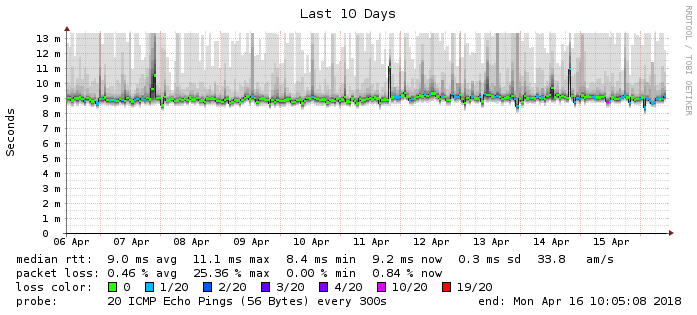 Last 10 Days
RRDTOOL / TOBI OETIKER
Seconds
13 m
12 m
11 m
10 m
9 m
8 m
7 m
6 m
5 m
4 m
3 m
2 m
1 m
0
06 Apr 07 Apr 08 Apr 09 Apr 10 Apr 11 Apr 12 Apr 13 Apr 14 Apr 15 Apr
median rtt: 9.0 ms avg 11.1 ms max 8.4 ms min 9.2 ms now 0.3 ms sd 33.8 am/s
packet loss: 0.46 % avg 25.36 % max 0.00 % min 0.84 % now
loss color: 0 1/20 2/20 3/20 4/20 10/20 19/20
probe: 20 ICMP Echo Pings (56 Bytes) every 300s end: Mon Apr 16 10:05:08 2018